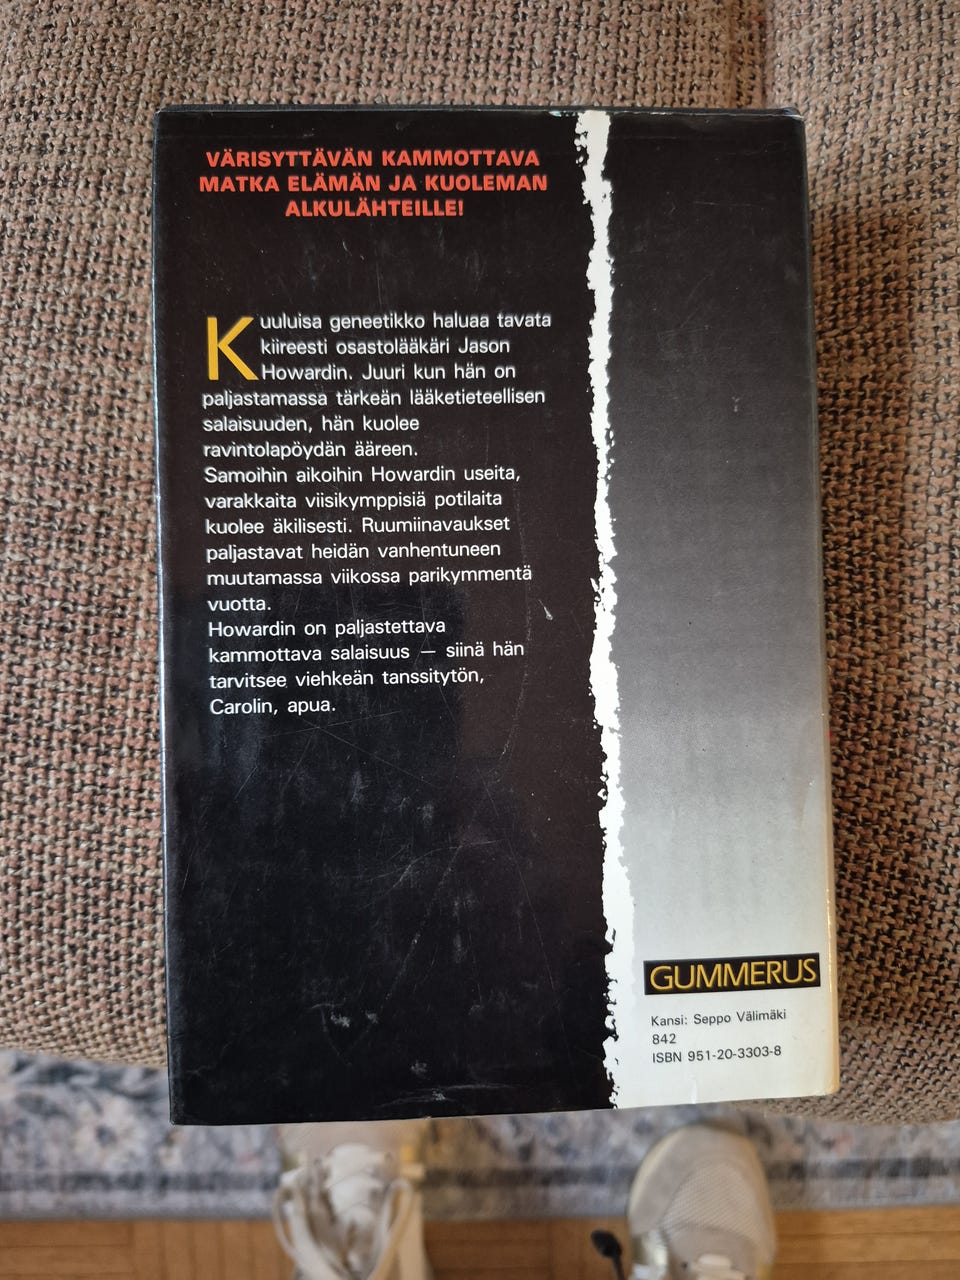 VÄRISYTTÄVÄN KAMMOTTAVA
MATKA ELÄMÄN JA KUOLEMAN
ALKULÄHTEILLE!
Kuuluisa geneetikko haluaa tavata
kiireesti osastolääkäri Jason
Howardin. Juuri kun hän on
paljastamassa tärkeän lääketieteellisen
salaisuuden, hän kuolee
ravintolapöydän ääreen.
Samoihin aikoihin Howardin useita,
varakkaita viisikymppisiä potilaita
kuolee äkilisesti. Ruumiinavaukset
paljastavat heidän vanhentuneen
muutamassa viikossa parikymmentä
vuotta.
Howardin on paljastettava
kammottava salaisuus — siinä hän
tarvitsee viehkeän tanssitytön,
Carolin, apua.
GUMMERUS
Kansi: Seppo Välimäki
842
ISBN 951-20-3303-8